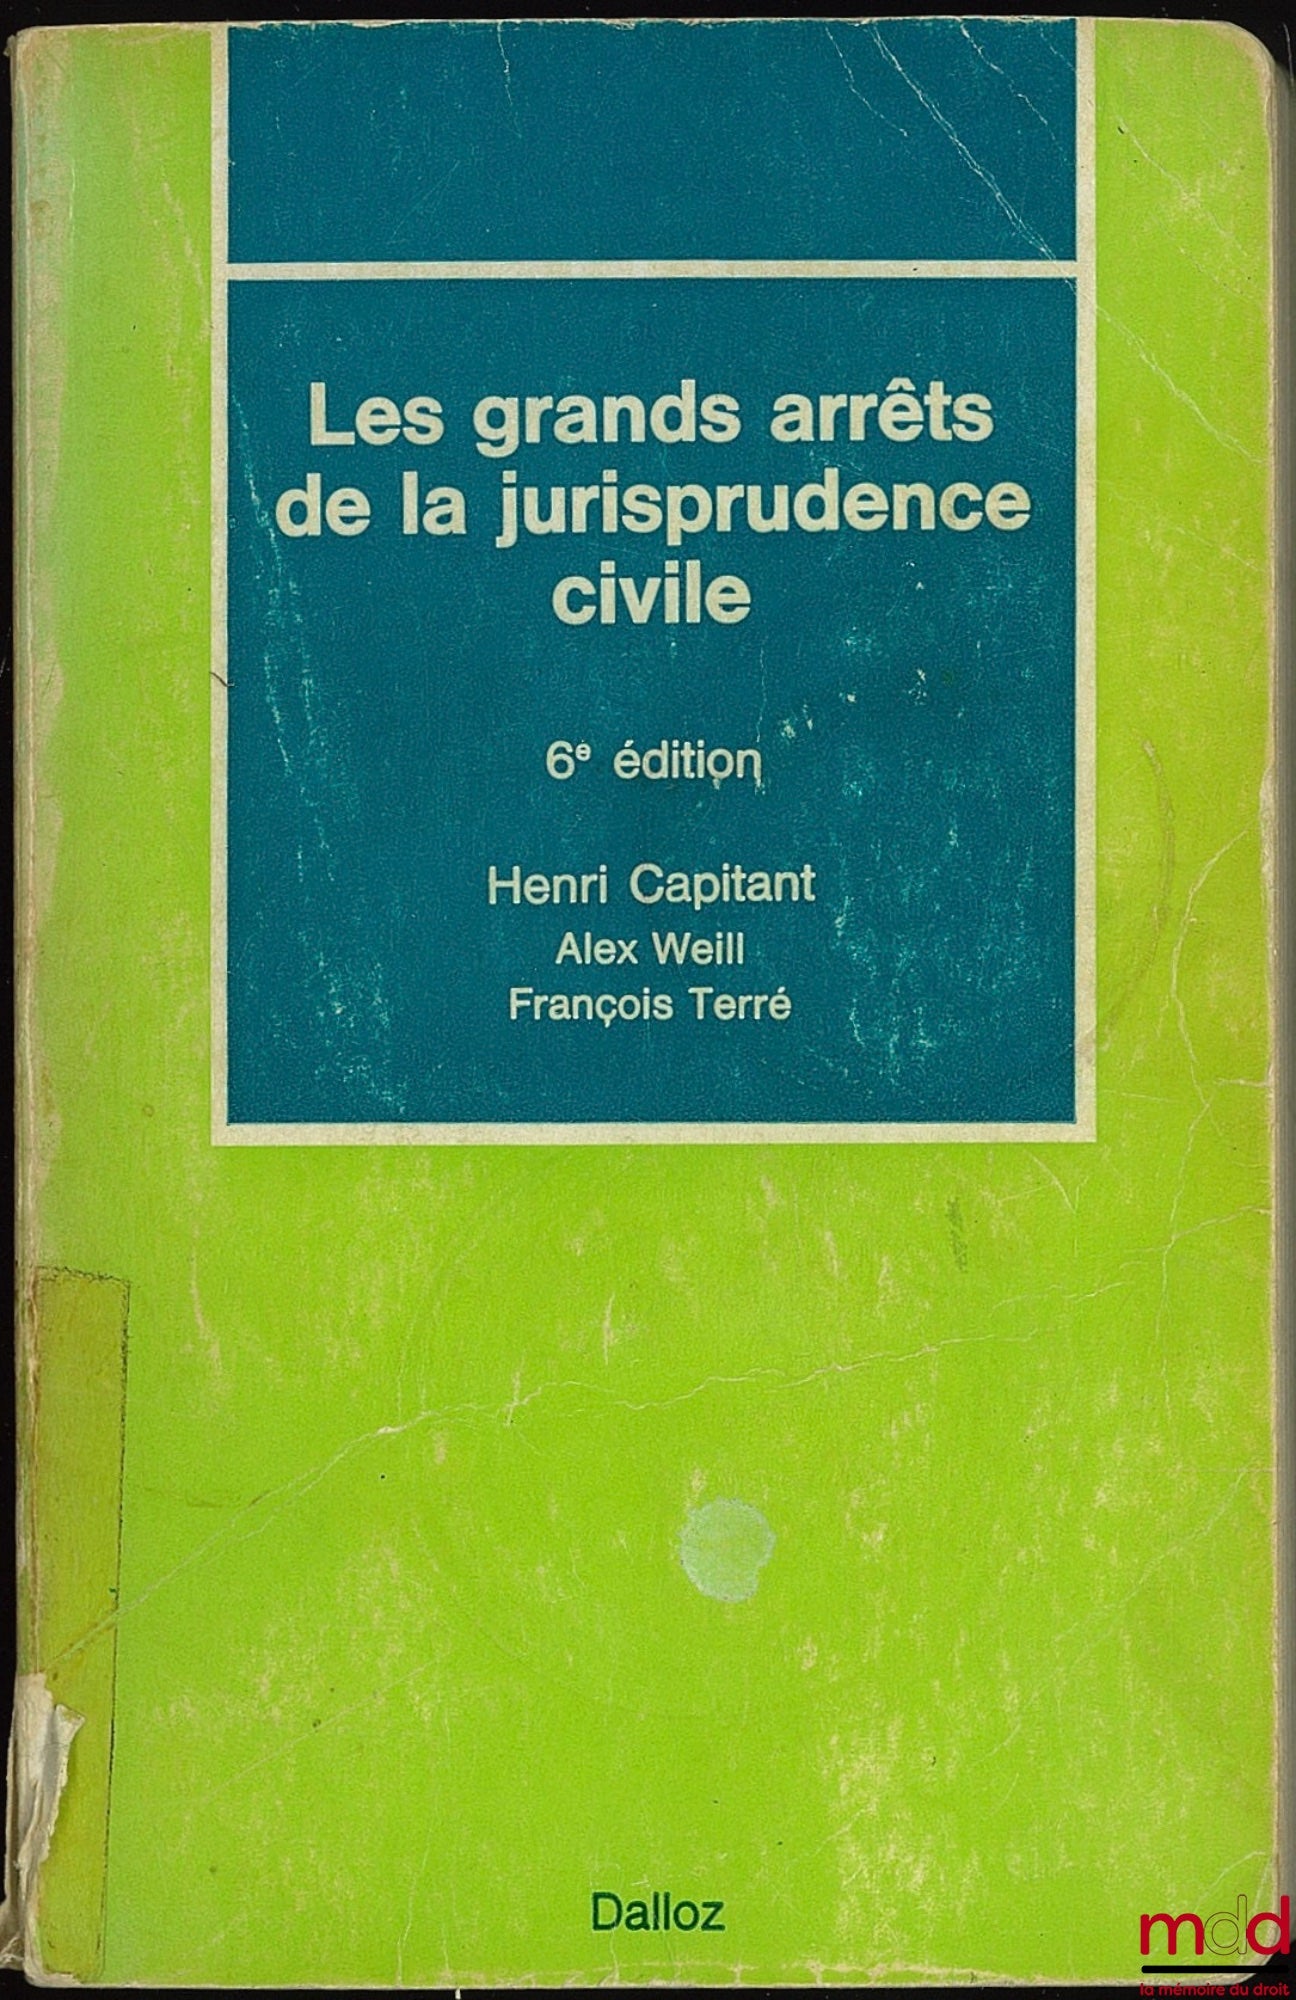 Les grands arrêts
de la jurisprudence
civile
6e édition
Henri Capitant
Alex Weill
François Terré
Dalloz
mdd
la mémoire du droit